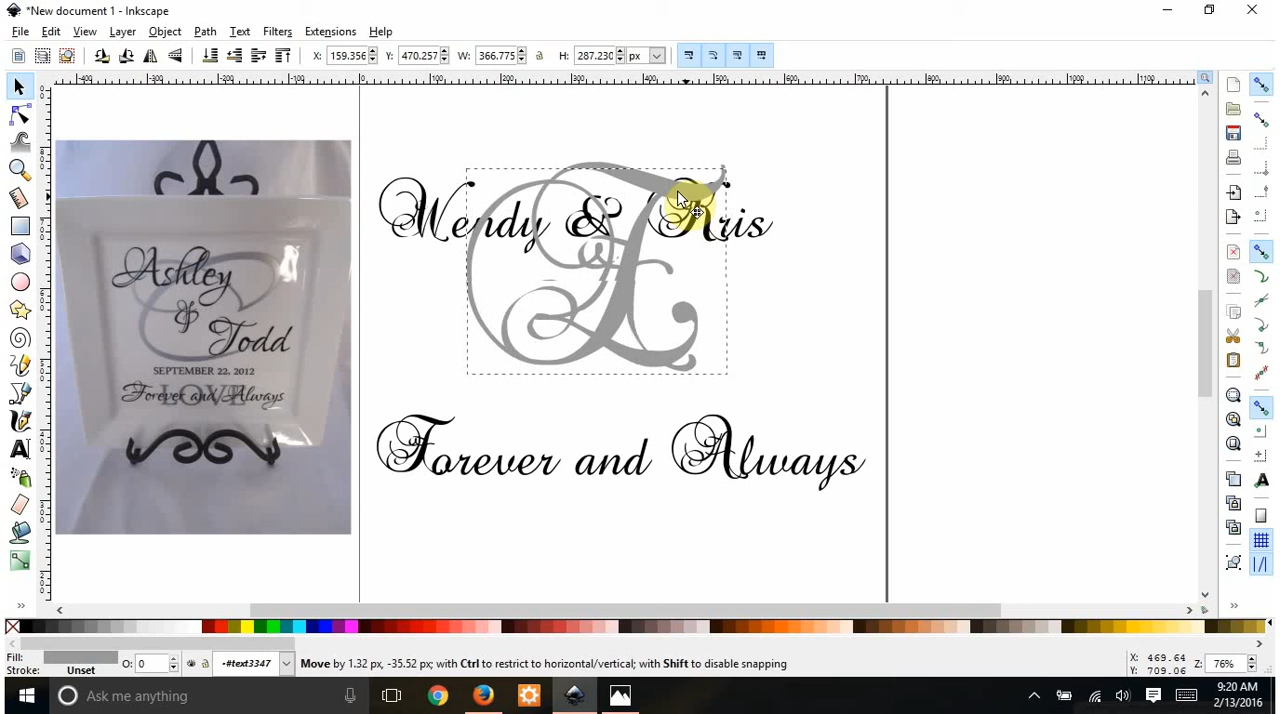 *New document 1 - Inkscape
File Edit View Layer Object Path Text Filters Extensions Help
X: 159.356 Y: 470.257 W: 366.775 H: 287.230 px
Wendy & Kris
Forever and Always
Ashley
&
Todd
SEPTEMBER 22, 2012
Forever and Always
LOVE
Fill:
Stroke: Unset
O: 0
#text3347
Move by 1.32 px, -35.52 px; with Ctrl to restrict to horizontal/vertical; with Shift to disable snapping
X: 469.64
Y: 709.06
Z: 76%
Ask me anything
9:20 AM
2/13/2016